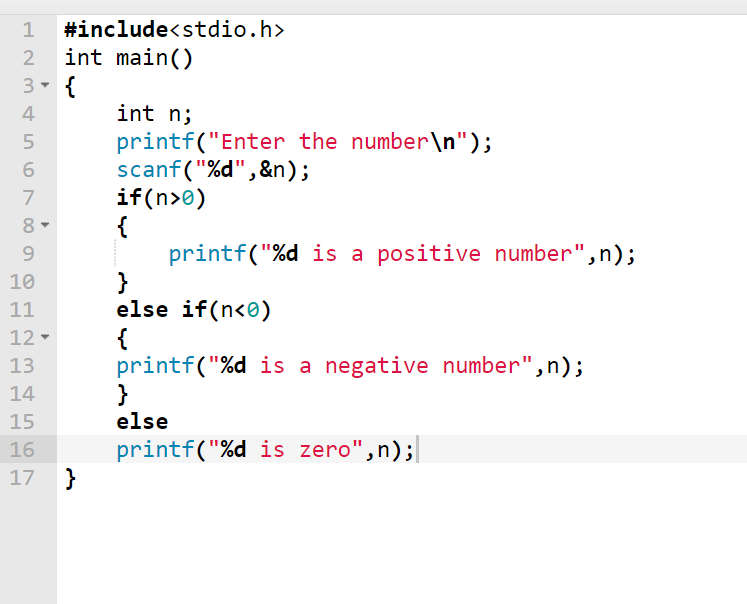 1 #include<stdio.h>
2 int main()
3 {
4 int n;
5 printf("Enter the number\n");
6 scanf("%d",&n);
7 if(n>0)
8 {
9 printf("%d is a positive number",n);
10 }
11 else if(n<0)
12 {
13 printf("%d is a negative number",n);
14 }
15 else
16 printf("%d is zero",n);
17 }